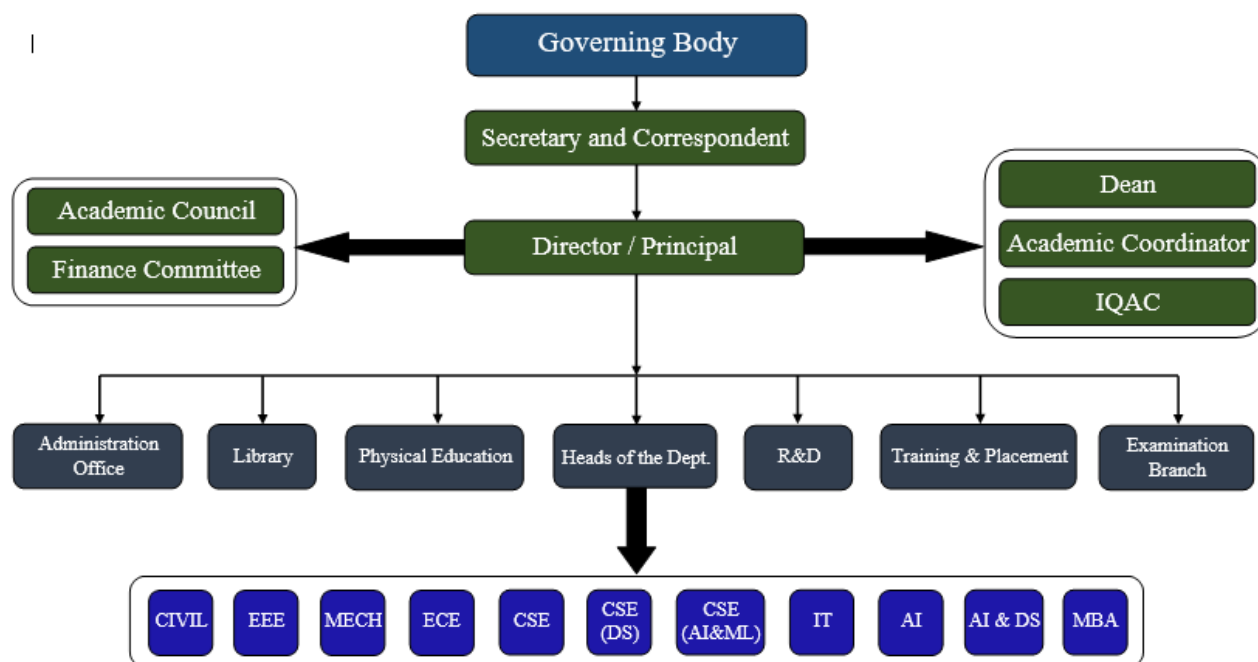 Governing Body
Secretary and Correspondent
Academic Council
Finance Committee
Director / Principal
Dean
Academic Coordinator
IQAC
Administration
Office
Library
Physical Education
Heads of the Dept.
R&D
Training & Placement
Examination
Branch
CIVIL
EEE
MECH
ECE
CSE
CSE
(DS)
CSE
(AI&ML)
IT
AI
AI & DS
MBA